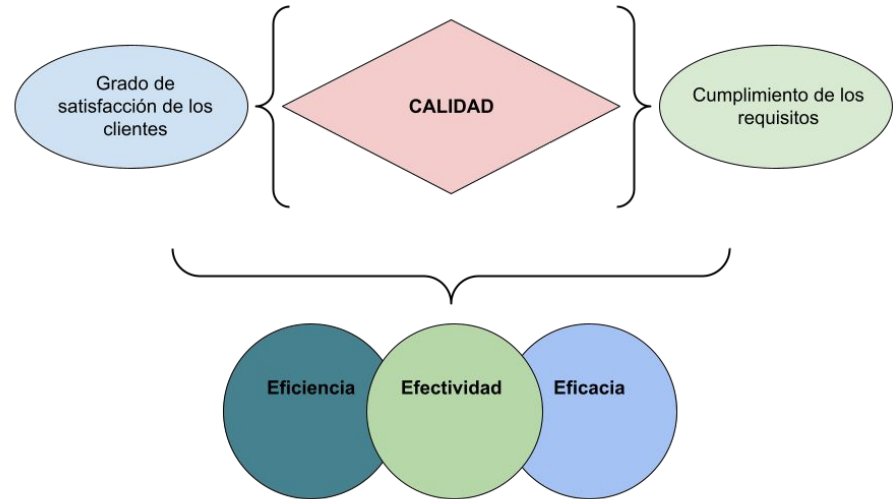 Grado de
satisfacción de los
clientes
CALIDAD
Cumplimiento de los
requisitos
Eficiencia
Efectividad
Eficacia